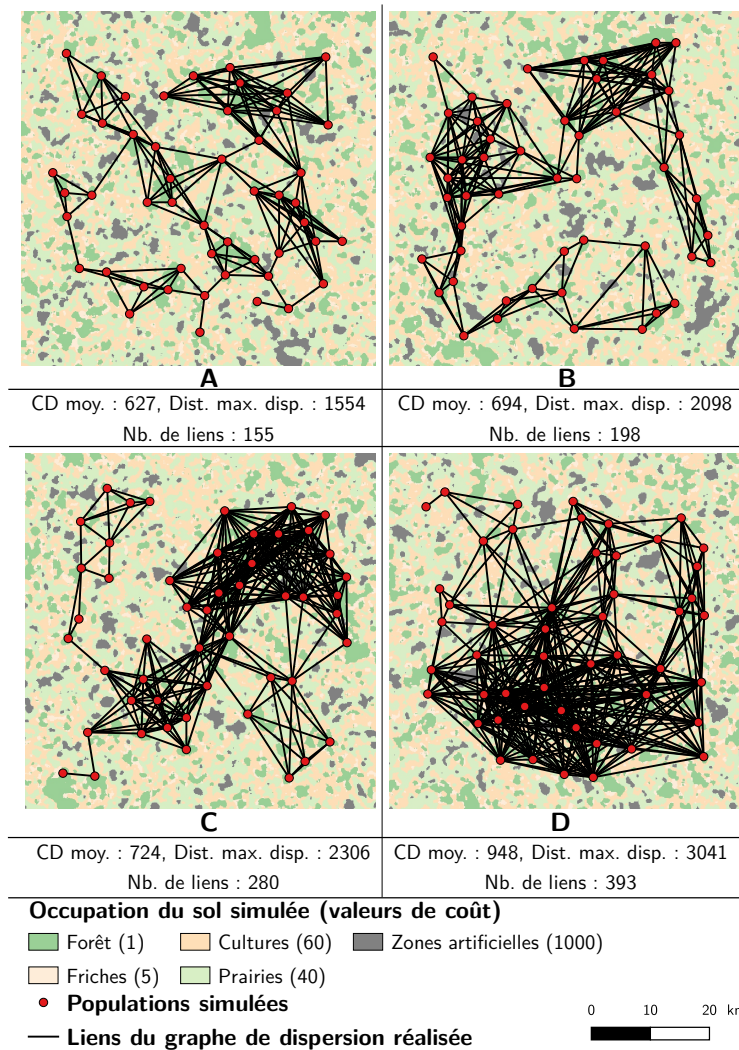 A
B
CD moy. : 627, Dist. max. disp. : 1554
Nb. de liens : 155
CD moy. : 694, Dist. max. disp. : 2098
Nb. de liens : 198
C
D
CD moy. : 724, Dist. max. disp. : 2306
Nb. de liens : 280
CD moy. : 948, Dist. max. disp. : 3041
Nb. de liens : 393
Occupation du sol simulée (valeurs de coût)
Forêt (1)
Cultures (60)
Zones artificielles (1000)
Friches (5)
Prairies (40)
Populations simulées
Liens du graphe de dispersion réalisée
0 10 20 km